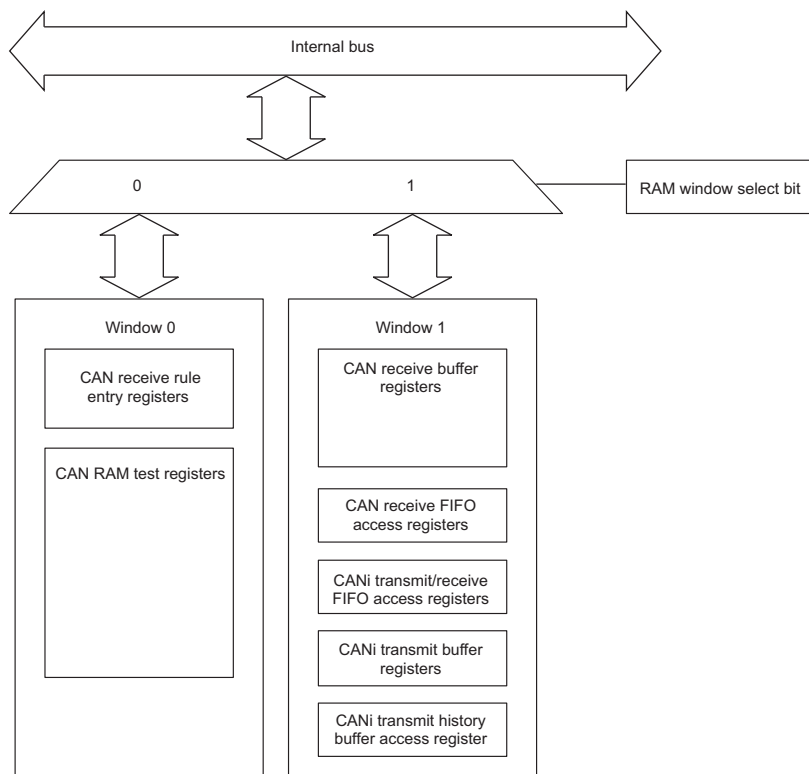 Internal bus
0
1
RAM window select bit
Window 0
CAN receive rule
entry registers
CAN RAM test registers
Window 1
CAN receive buffer
registers
CAN receive FIFO
access registers
CANi transmit/receive
FIFO access registers
CANi transmit buffer
registers
CANi transmit history
buffer access register